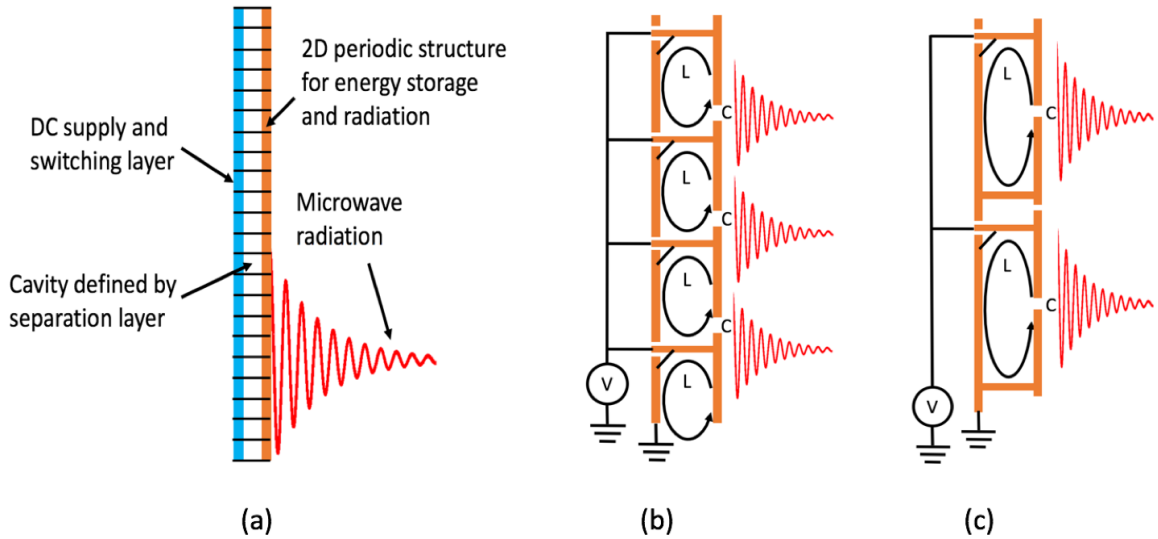 2D periodic structure
for energy storage
and radiation
DC supply and
switching layer
Microwave
radiation
Cavity defined by
separation layer
(a)
L
C
L
C
L
C
L
V
(b)
L
C
L
C
V
(c)